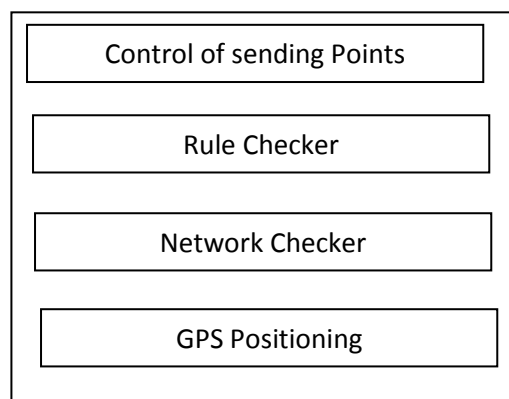 Control of sending Points
Rule Checker
Network Checker
GPS Positioning